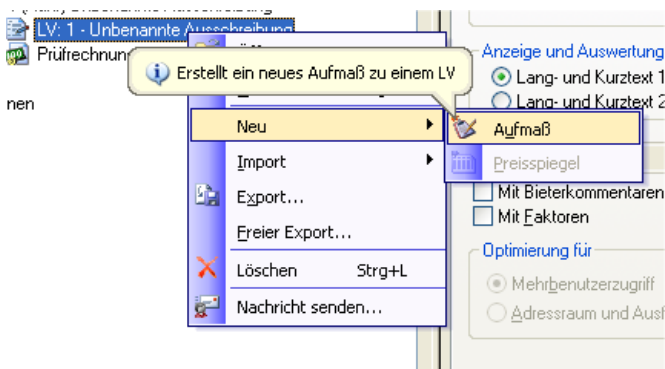 LV: 1 - Unbenannte Ausschreibung
Prüfrechnun
nen
Erstellt ein neues Aufmaß zu einem LV
Neu
Import
Export...
Freier Export...
Löschen Strg+L
Nachricht senden...
Aufmaß
Preisspiegel
Anzeige und Auswertung
Lang- und Kurztext 1
Lang- und Kurztext 2
Mit Bieterkommentaren
Mit Faktoren
Optimierung für
Mehrbenutzerzugriff
Adressraum und Ausf